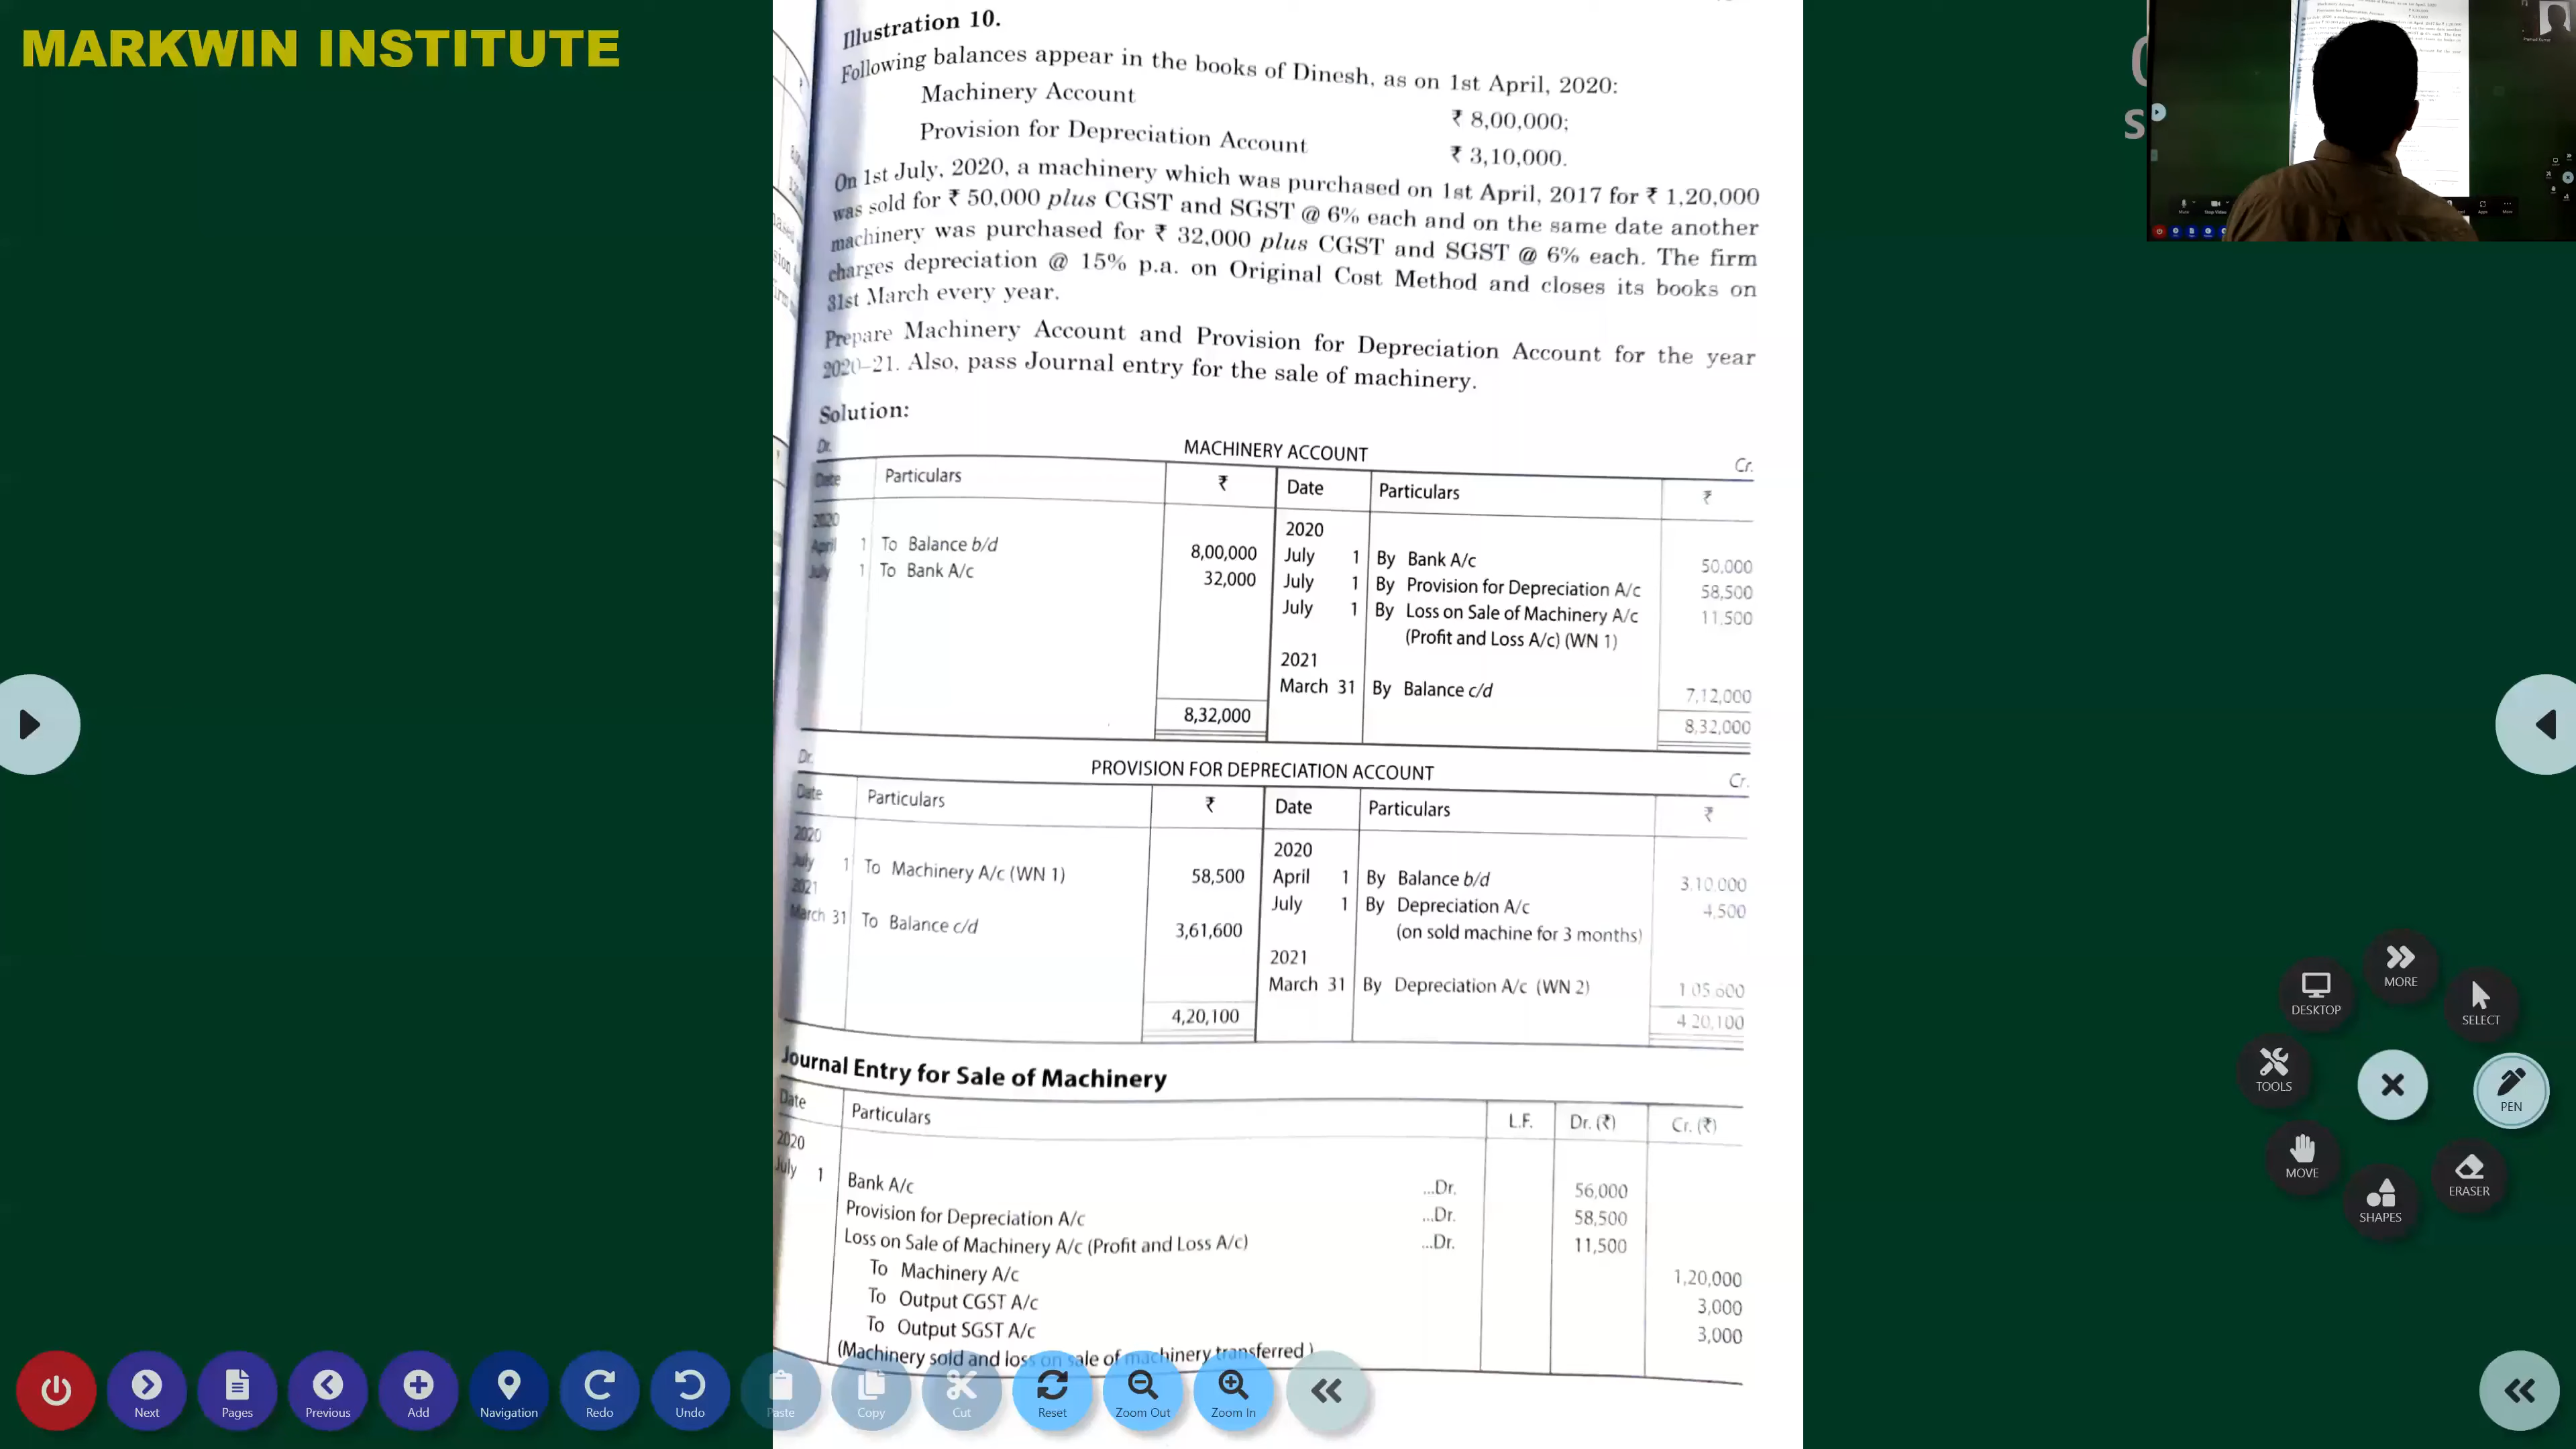 MARKWIN INSTITUTE
Illustration 10.
Following balances appear in the books of Dinesh, as on 1st April, 2020:
Machinery Account ₹ 8,00,000;
Provision for Depreciation Account ₹ 3,10,000.
On 1st July, 2020, a machinery which was purchased on 1st April, 2017 for ₹ 1,20,000
was sold for ₹ 50,000 plus CGST and SGST @ 6% each and on the same date another
machinery was purchased for ₹ 32,000 plus CGST and SGST @ 6% each. The firm
charges depreciation @ 15% p.a. on Original Cost Method and closes its books on
31st March every year.
Prepare Machinery Account and Provision for Depreciation Account for the year
2020–21. Also, pass Journal entry for the sale of machinery.
Solution:
Dr. MACHINERY ACCOUNT Cr.
Date Particulars ₹ Date Particulars ₹
2020 2020
April 1 To Balance b/d 8,00,000 July 1 By Bank A/c 50,000
July 1 To Bank A/c 32,000 July 1 By Provision for Depreciation A/c 58,500
July 1 By Loss on Sale of Machinery A/c 11,500
(Profit and Loss A/c) (WN 1)
2021
March 31 By Balance c/d 7,12,000
8,32,000 8,32,000
Dr. PROVISION FOR DEPRECIATION ACCOUNT Cr.
Date Particulars ₹ Date Particulars ₹
2020 2020
July 1 To Machinery A/c (WN 1) 58,500 April 1 By Balance b/d 3,10,000
2021 July 1 By Depreciation A/c 4,500
March 31 To Balance c/d 3,61,600 (on sold machine for 3 months)
2021
March 31 By Depreciation A/c (WN 2) 1 05 600
4,20,100 4 20,100
Journal Entry for Sale of Machinery
Date Particulars L.F. Dr. (₹) Cr. (₹)
2020
July 1 Bank A/c ...Dr. 56,000
Provision for Depreciation A/c ...Dr. 58,500
Loss on Sale of Machinery A/c (Profit and Loss A/c) ...Dr. 11,500
To Machinery A/c 1,20,000
To Output CGST A/c 3,000
To Output SGST A/c 3,000
(Machinery sold and loss on sale of machinery transferred)
MORE
DESKTOP
SELECT
TOOLS
PEN
MOVE
ERASER
SHAPES
Next
Pages
Previous
Add
Navigation
Redo
Undo
Paste
Copy
Cut
Reset
Zoom Out
Zoom In